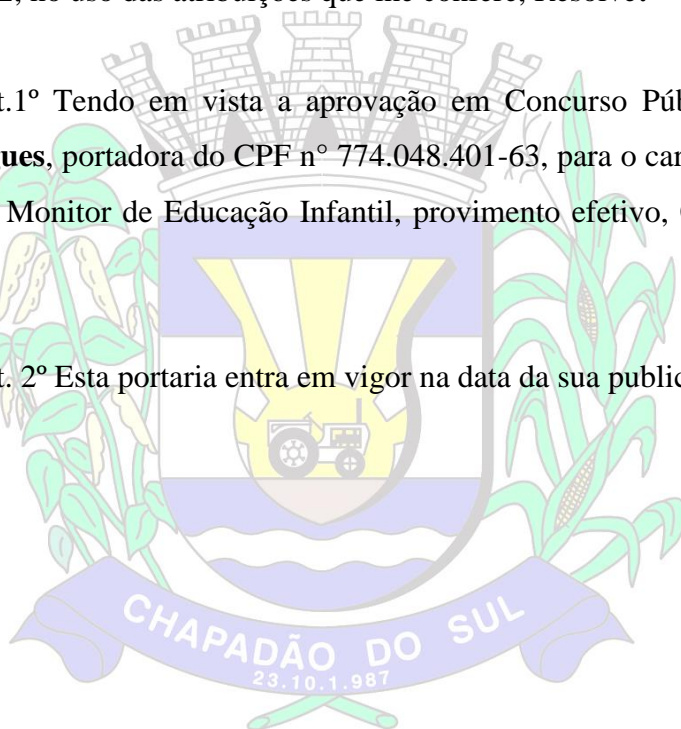 no uso das atribuições que lhe confere, Resolve:
t.1º Tendo em vista a aprovação em Concurso Púb
gues, portadora do CPF n° 774.048.401-63, para o car
Monitor de Educação Infantil, provimento efetivo,
t. 2º Esta portaria entra em vigor na data da sua public
CHAPADÃO DO SUL
23.10.1.987